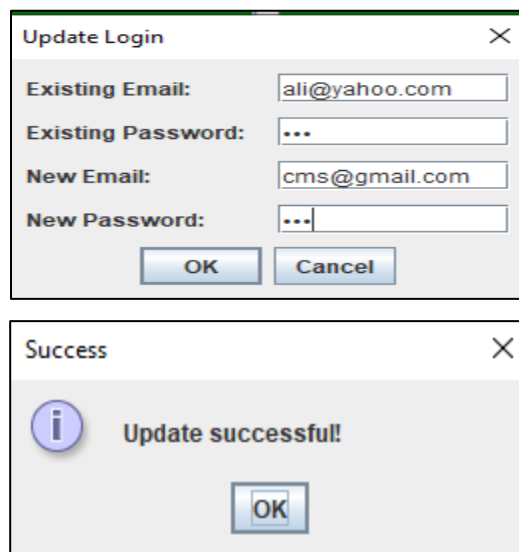 Update Login
Existing Email: ali@yahoo.com
Existing Password: •••
New Email: cms@gmail.com
New Password: •••
OK Cancel
Success
Update successful!
OK